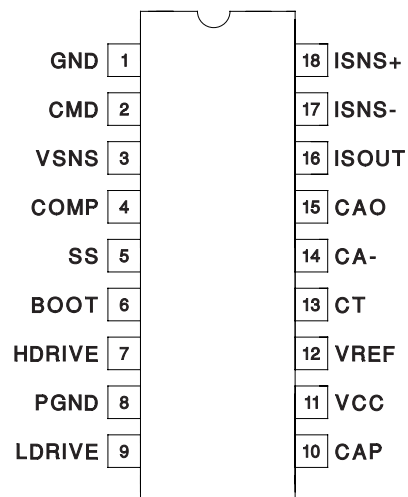 GND 1 18 ISNS+
CMD 2 17 ISNS-
VSNS 3 16 ISOUT
COMP 4 15 CAO
SS 5 14 CA-
BOOT 6 13 CT
HDRIVE 7 12 VREF
PGND 8 11 VCC
LDRIVE 9 10 CAP